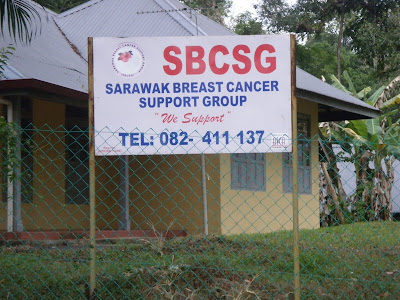 SBCSG
SARAWAK BREAST CANCER
SUPPORT GROUP
"We Support"
TEL: 082- 411 137